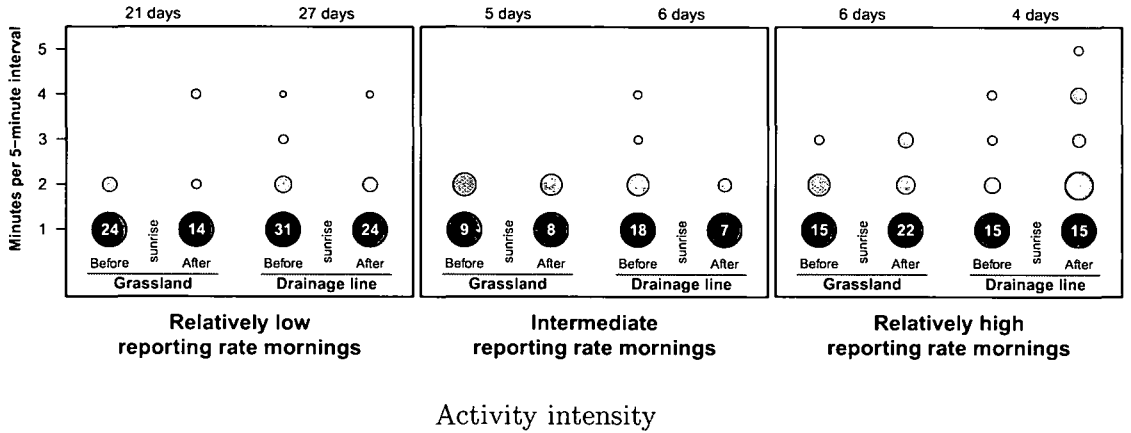 21 days 27 days 5 days 6 days 6 days 4 days
Minutes per 5−minute interval
5
4
3
2
1
24 14 31 24 9 8 18 7 15 22 15 15
sunrise sunrise sunrise sunrise sunrise sunrise
Before After Before After Before After Before After Before After Before After
Grassland Drainage line Grassland Drainage line Grassland Drainage line
Relatively low
reporting rate mornings
Intermediate
reporting rate mornings
Relatively high
reporting rate mornings
Activity intensity